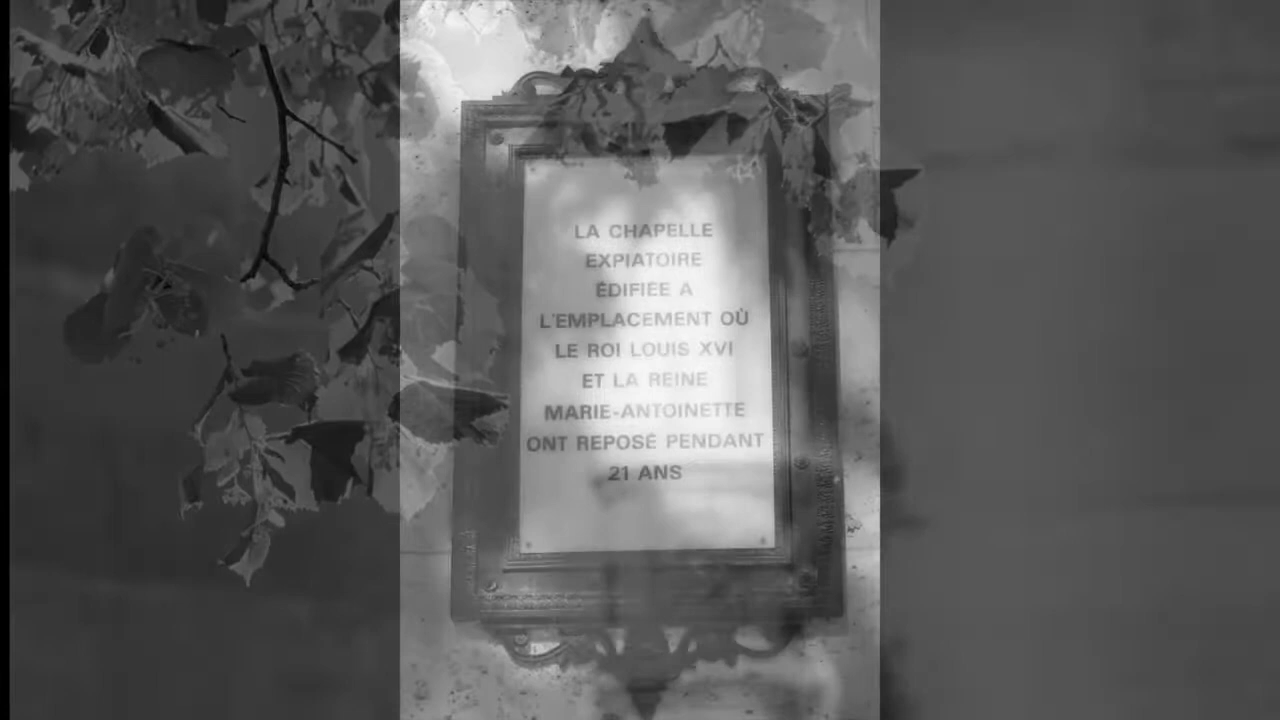 LA CHAPELLE
EXPIATOIRE
ÉDIFIÉE A
L'EMPLACEMENT OÙ
LE ROI LOUIS XVI
ET LA REINE
MARIE-ANTOINETTE
ONT REPOSÉ PENDANT
21 ANS